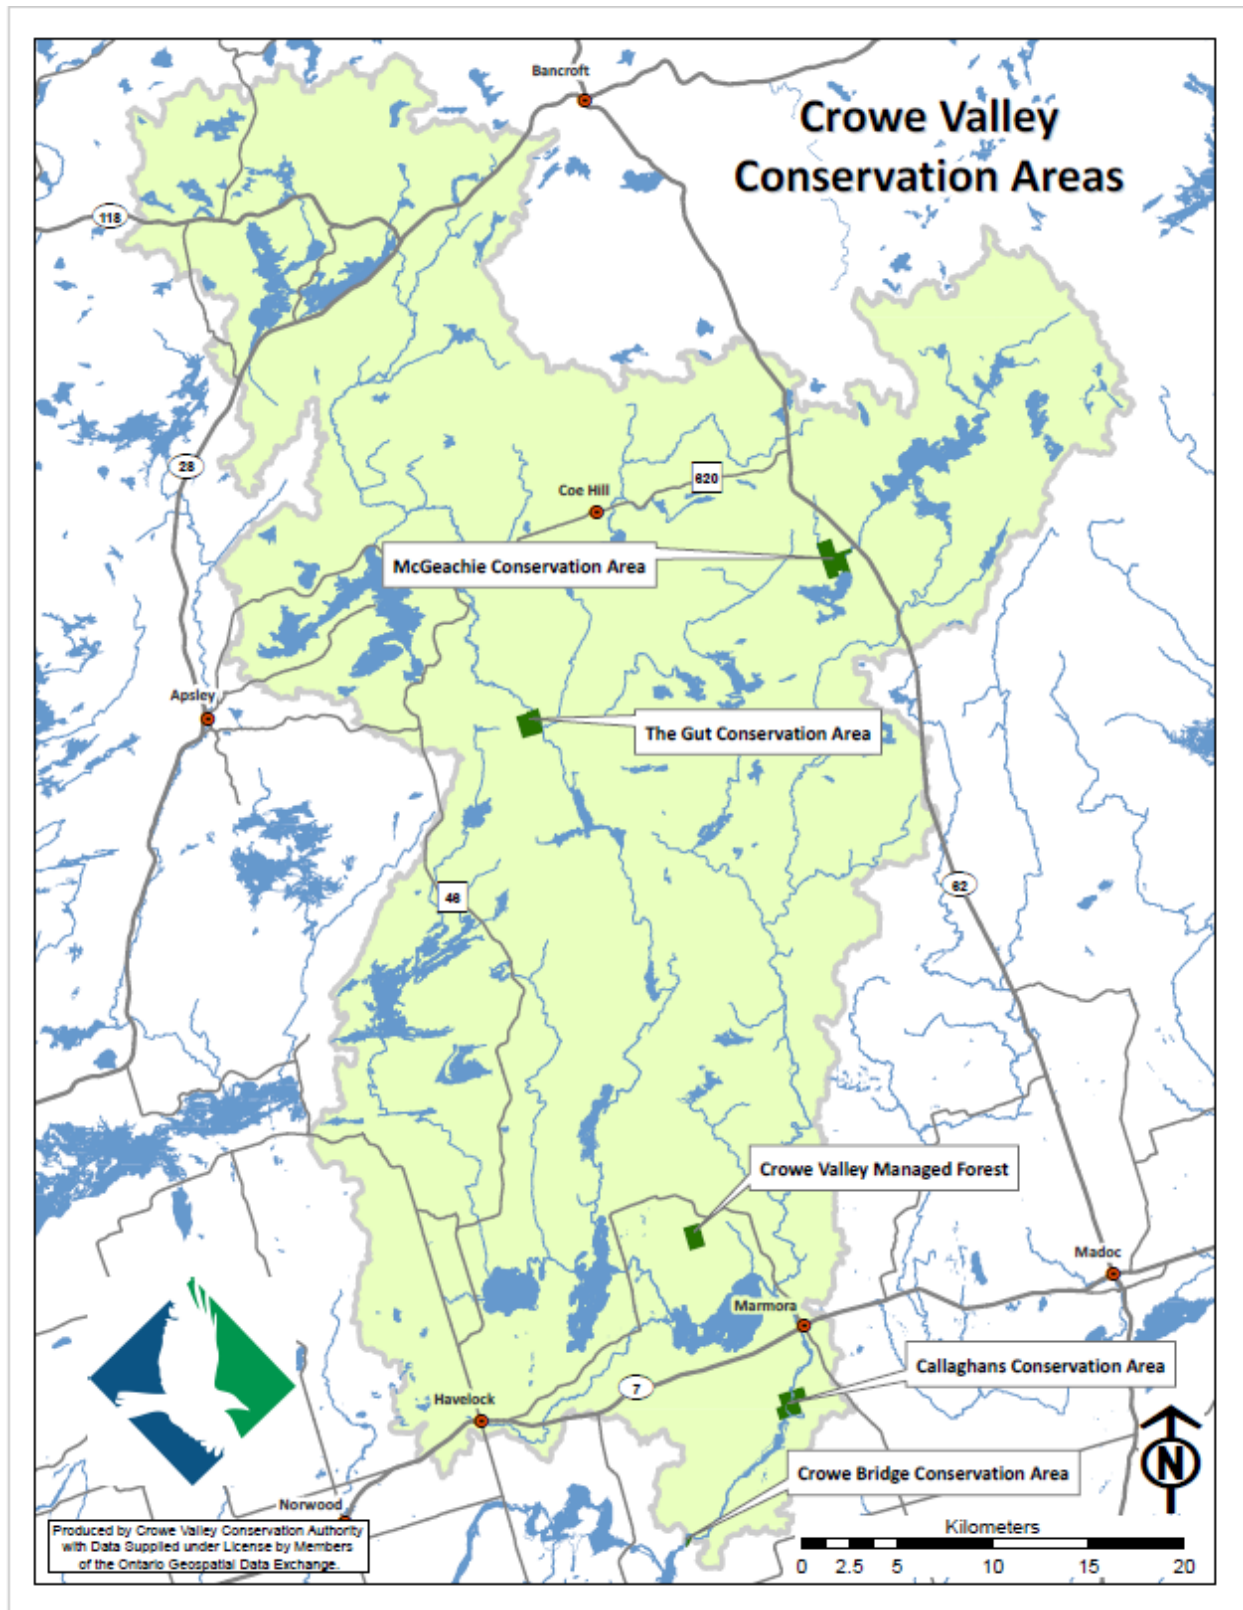 Bancroft
Crowe Valley
Conservation Areas
118
28
Coe Hill
620
McGeachie Conservation Area
Apsley
The Gut Conservation Area
46
62
Crowe Valley Managed Forest
Madoc
Marmora
Callaghans Conservation Area
7
Havelock
N
Crowe Bridge Conservation Area
Norwood
Produced by Crowe Valley Conservation Authority
with Data Supplied under License by Members
of the Ontario Geospatial Data Exchange.
Kilometers
0 2.5 5 10 15 20